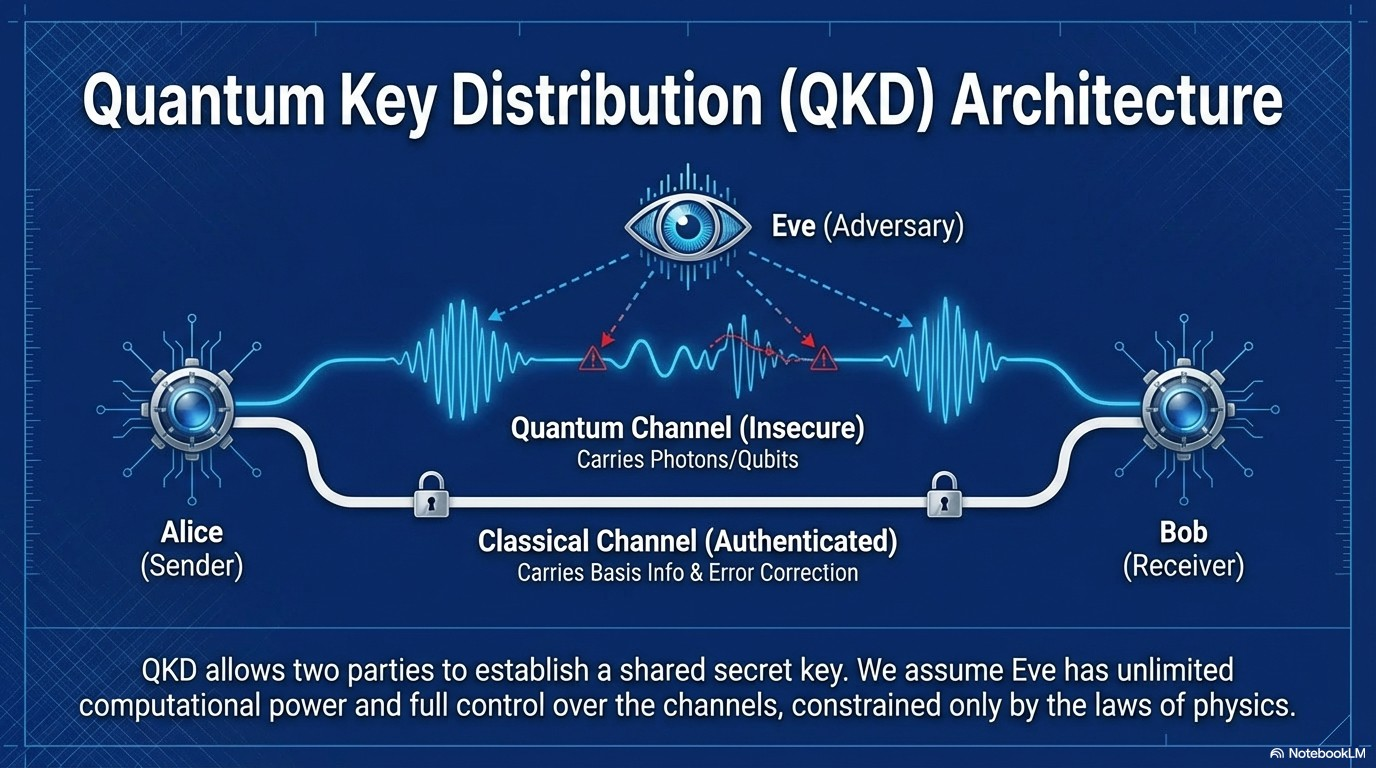 Quantum Key Distribution (QKD) Architecture
Eve (Adversary)
Quantum Channel (Insecure)
Carries Photons/Qubits
Alice
(Sender)
Classical Channel (Authenticated)
Carries Basis Info & Error Correction
Bob
(Receiver)
QKD allows two parties to establish a shared secret key. We assume Eve has unlimited
computational power and full control over the channels, constrained only by the laws of physics.
NotebookLM